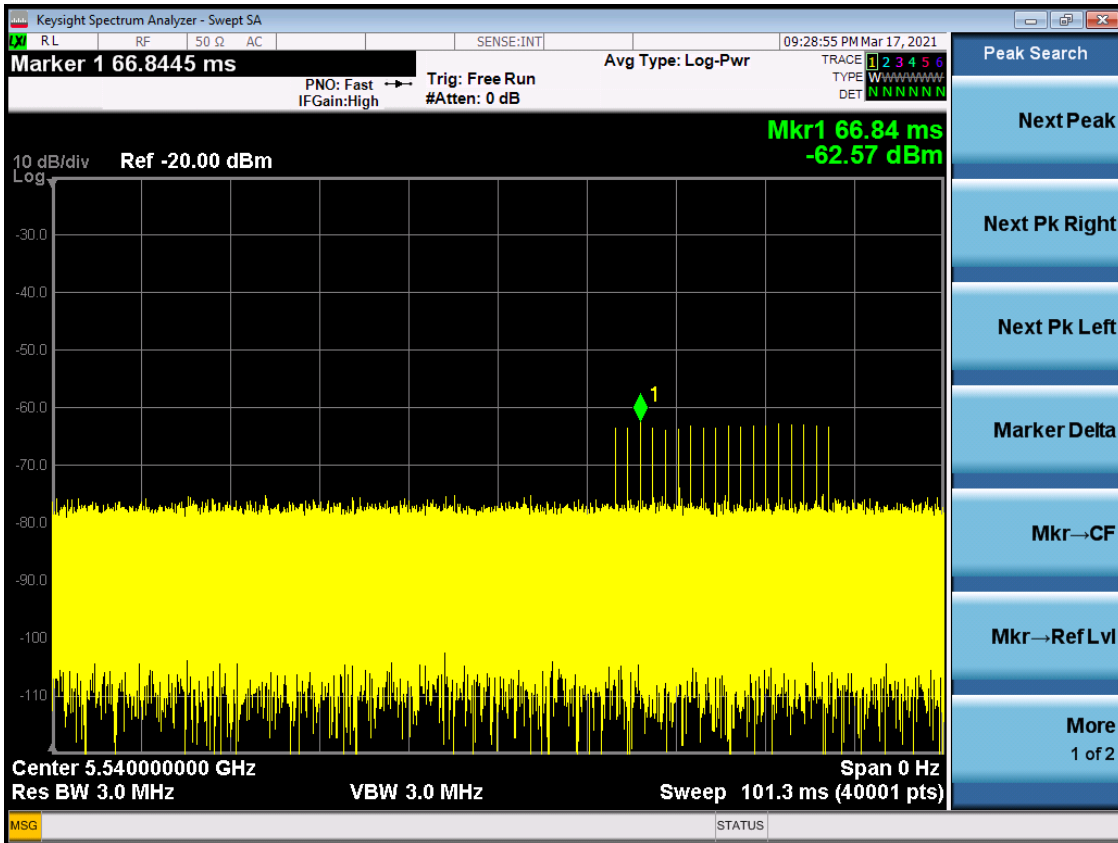 Keysight Spectrum Analyzer - Swept SA
LXI RL RF 50 Ω AC SENSE:INT 09:28:55 PM Mar 17, 2021
Marker 1 66.8445 ms
PNO: Fast
IFGain:High
Trig: Free Run
#Atten: 0 dB
Avg Type: Log-Pwr
TRACE 1 2 3 4 5 6
TYPE WWWWWW
DET N N N N N N
Mkr1 66.84 ms
-62.57 dBm
10 dB/div Ref -20.00 dBm
Log
-30.0
-40.0
-50.0
-60.0
-70.0
-80.0
-90.0
-100
-110
1
Center 5.540000000 GHz Span 0 Hz
Res BW 3.0 MHz VBW 3.0 MHz Sweep 101.3 ms (40001 pts)
MSG STATUS
Peak Search
Next Peak
Next Pk Right
Next Pk Left
Marker Delta
Mkr→CF
Mkr→Ref Lvl
More
1 of 2